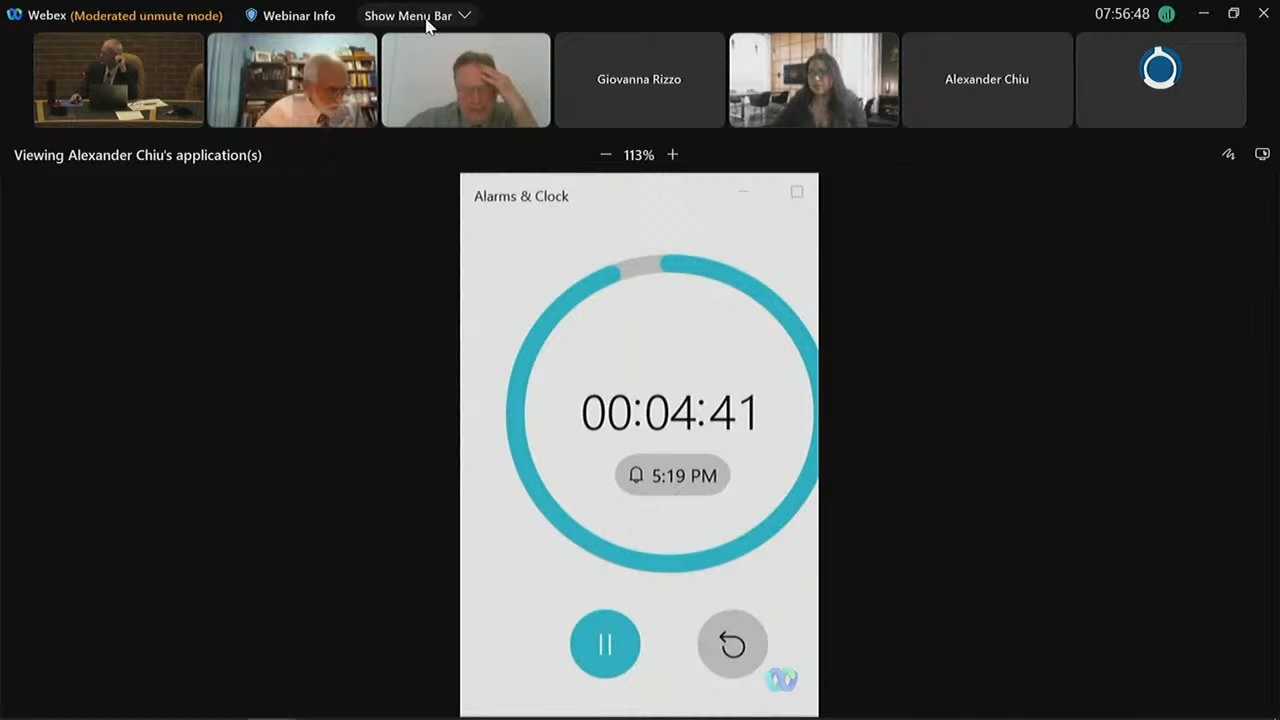 Webex (Moderated unmute mode) Webinar Info Show Menu Bar 07:56:48
Giovanna Rizzo
Alexander Chiu
Viewing Alexander Chiu's application(s) 113%
Alarms & Clock
00:04:41
5:19 PM